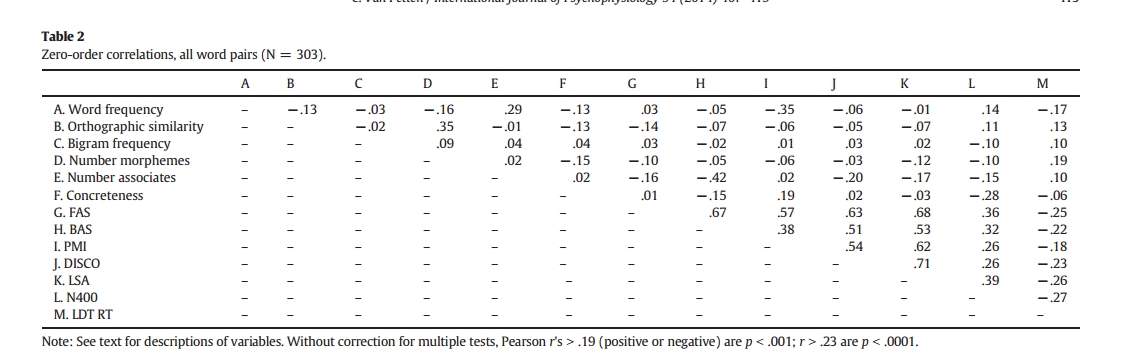 Table 2
Zero-order correlations, all word pairs (N = 303).
A B C D E F G H I J K L M
A. Word frequency – −.13 −.03 −.16 .29 −.13 .03 −.05 −.35 −.06 −.01 .14 −.17
B. Orthographic similarity – – −.02 .35 −.01 −.13 −.14 −.07 −.06 −.05 −.07 .11 .13
C. Bigram frequency – – – .09 .04 .04 .03 −.02 .01 .03 .02 −.10 .10
D. Number morphemes – – – – .02 −.15 −.10 −.05 −.06 −.03 −.12 −.10 .19
E. Number associates – – – – – .02 −.16 −.42 .02 −.20 −.17 −.15 .10
F. Concreteness – – – – – – .01 −.15 .19 .02 −.03 −.28 −.06
G. FAS – – – – – – – .67 .57 .63 .68 .36 −.25
H. BAS – – – – – – – – .38 .51 .53 .32 −.22
I. PMI – – – – – – – – – .54 .62 .26 −.18
J. DISCO – – – – – – – – – – .71 .26 −.23
K. LSA – – – – – – – – – – – .39 −.26
L. N400 – – – – – – – – – – – – −.27
M. LDT RT – – – – – – – – – – – – –
Note: See text for descriptions of variables. Without correction for multiple tests, Pearson r's > .19 (positive or negative) are p < .001; r > .23 are p < .0001.